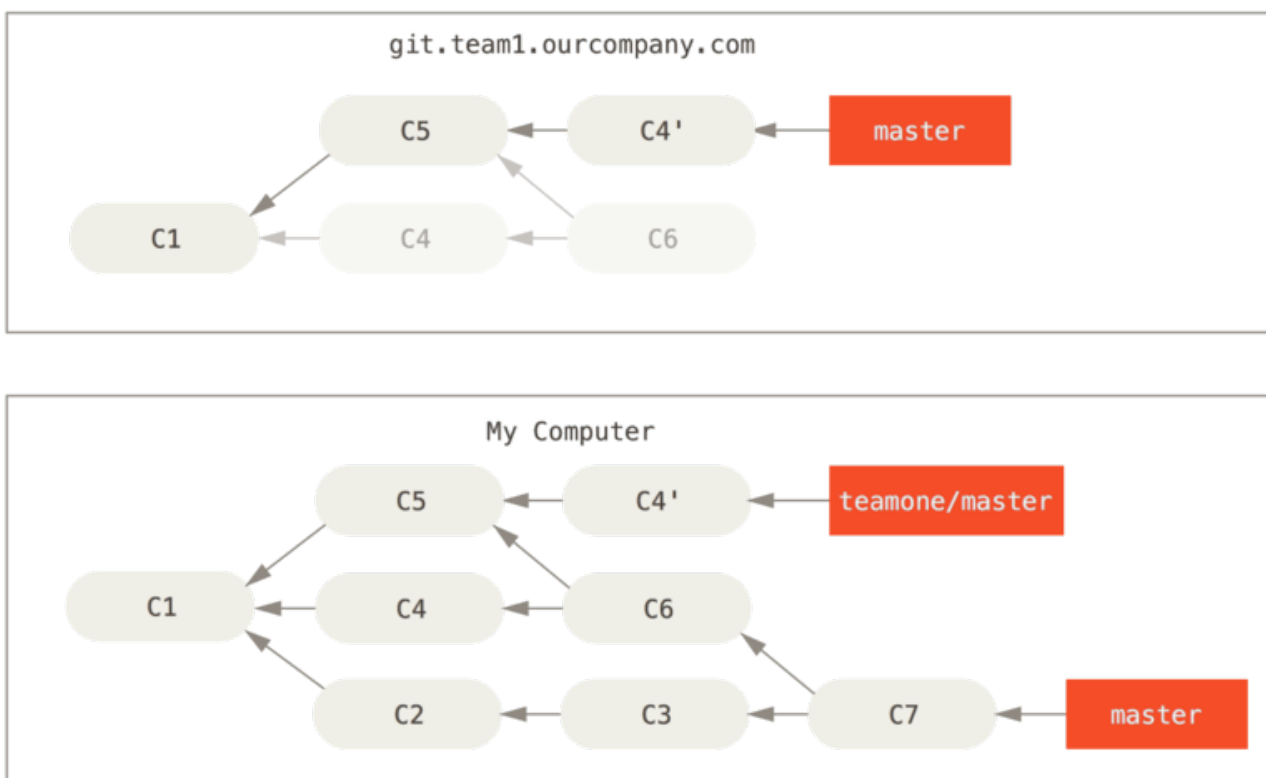 git.team1.ourcompany.com
C5 C4' master
C1 C4 C6
My Computer
C5 C4' teamone/master
C1 C4 C6
C2 C3 C7 master